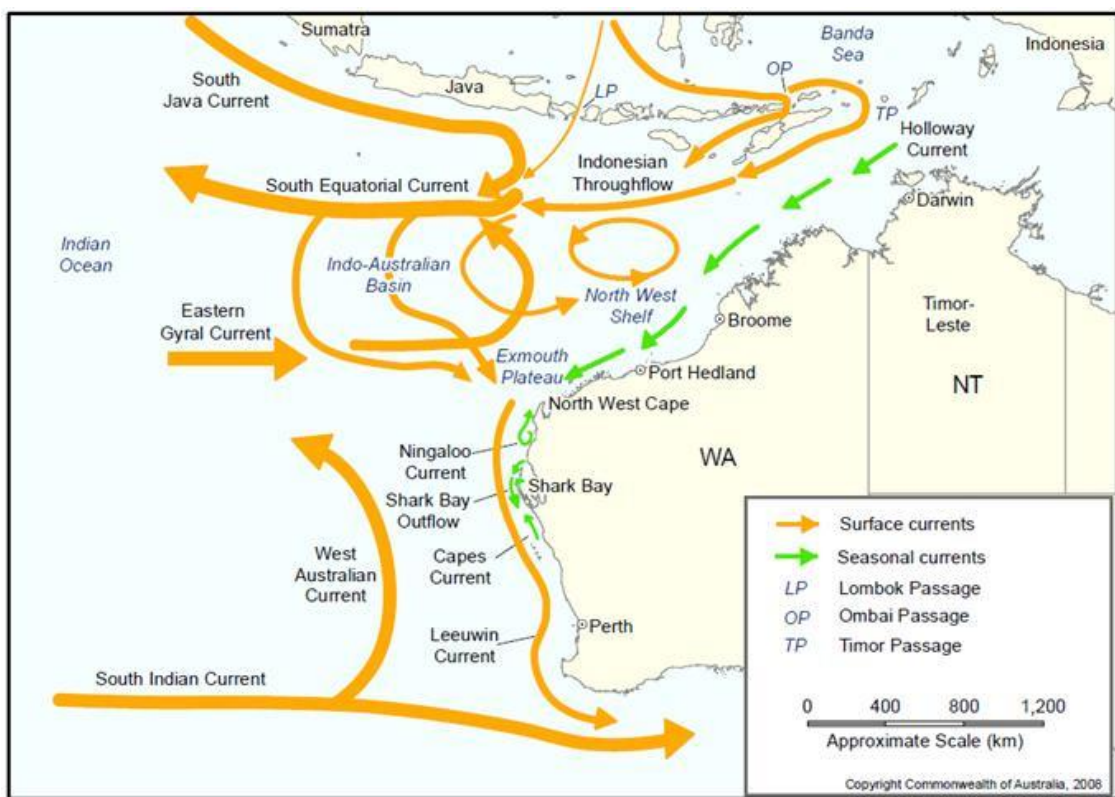 Sumatra
Banda
Sea
Indonesia
South
Java Current
Java
LP
OP
TP
Holloway
Current
Indonesian
Throughflow
South Equatorial Current
Darwin
Indian
Ocean
Indo-Australian
Basin
North West
Shelf
Timor-
Leste
Eastern
Gyral Current
Broome
Exmouth
Plateau
Port Hedland
NT
North West Cape
Ningaloo
Current
WA
Shark Bay
Shark Bay
Outflow
West
Australian
Current
Capes
Current
Leeuwin
Current
Perth
South Indian Current
Surface currents
Seasonal currents
LP Lombok Passage
OP Ombai Passage
TP Timor Passage
0 400 800 1,200
Approximate Scale (km)
Copyright Commonwealth of Australia, 2008